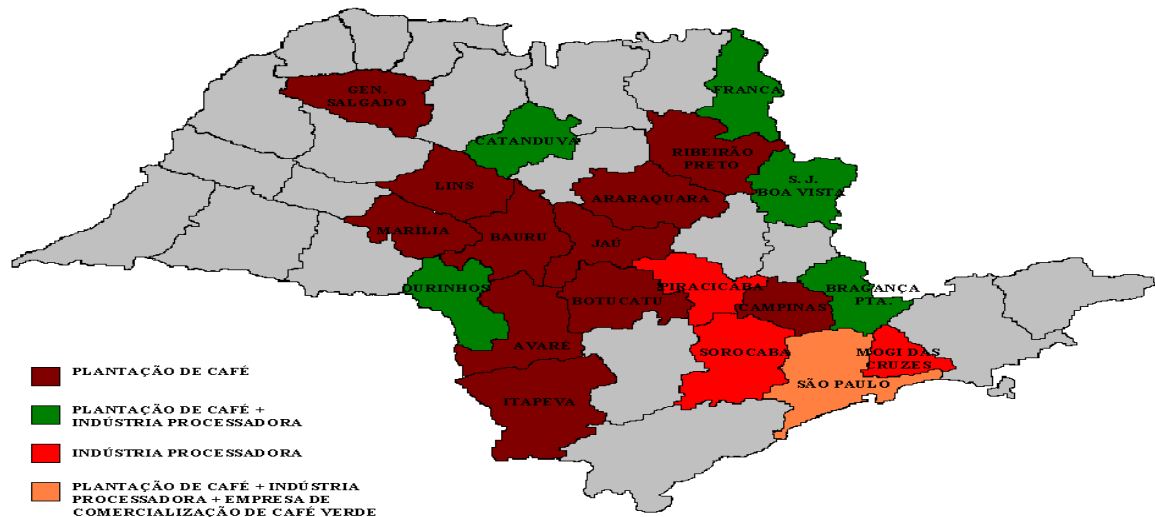 GEN.
SALGADO
FRANCA
CATANDUVA
RIBEIRÃO
PRETO
S. J.
BOA VISTA
LINS
ARARAQUARA
MARILIA
BAURU
JAÚ
OURINHOS
BOTUCATU
PIRACICABA
CAMPINAS
BRAGANÇA
PTA.
AVARÉ
SOROCABA
MOGI DAS
CRUZES
SÃO PAULO
ITAPEVA
PLANTAÇÃO DE CAFÉ
PLANTAÇÃO DE CAFÉ +
INDÚSTRIA PROCESSADORA
INDÚSTRIA PROCESSADORA
PLANTAÇÃO DE CAFÉ + INDÚSTRIA
PROCESSADORA + EMPRESA DE
COMERCIALIZAÇÃO DE CAFÉ VERDE